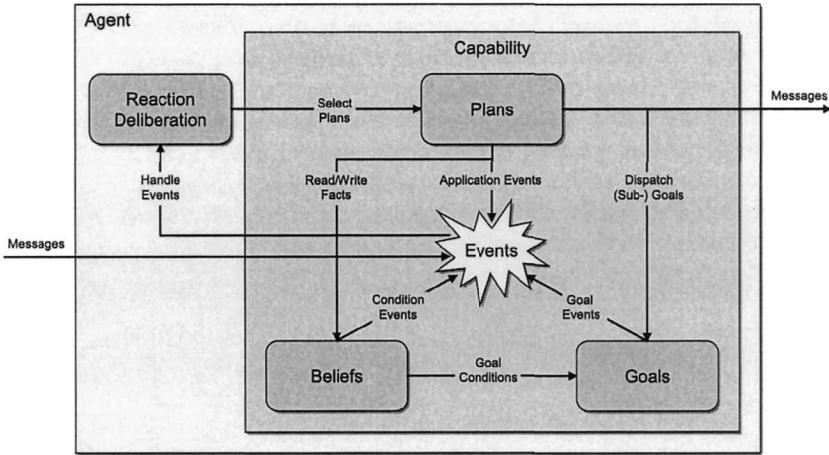 Agent
Capability
Reaction
Deliberation
Select
Plans
Plans
Messages
Handle
Events
Read/Write
Facts
Application Events
Dispatch
(Sub-) Goals
Messages
Events
Condition
Events
Goal
Events
Beliefs
Goal
Conditions
Goals